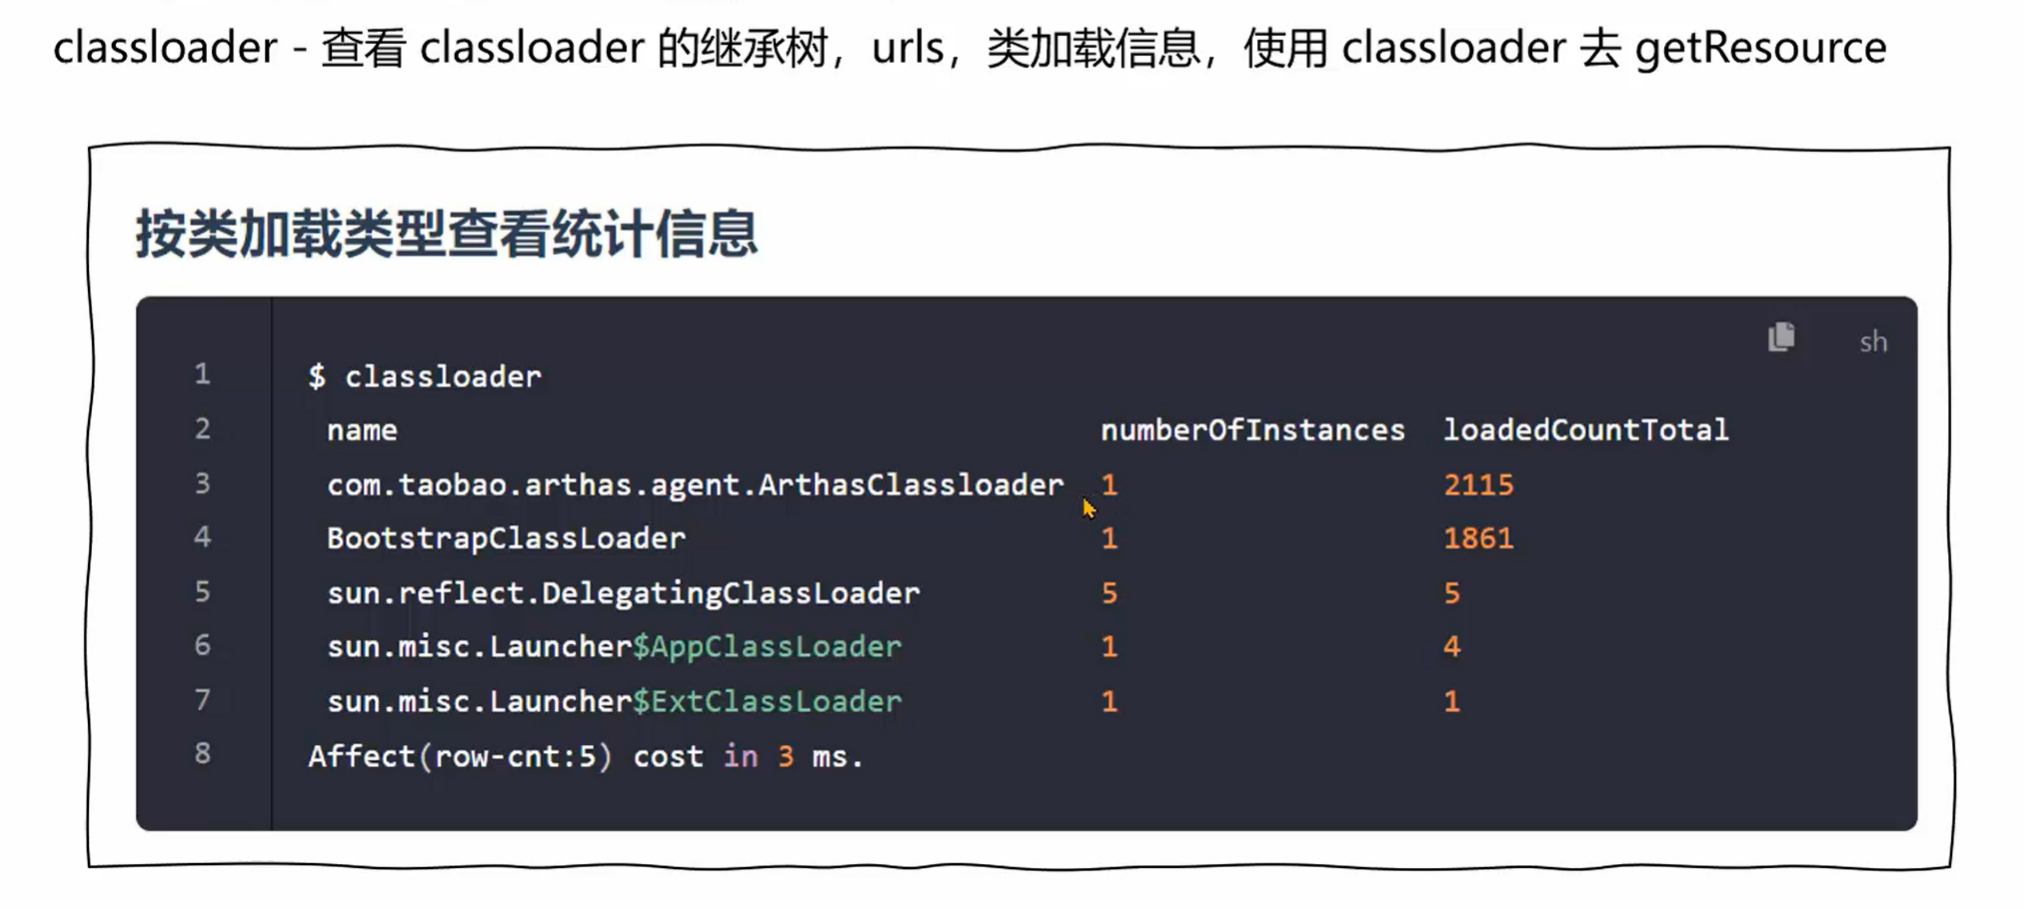 classloader - 查看 classloader 的继承树，urls，类加载信息，使用 classloader 去 getResource
按类加载类型查看统计信息
sh
1 $ classloader
2 name numberOfInstances loadedCountTotal
3 com.taobao.arthas.agent.ArthasClassloader 1 2115
4 BootstrapClassLoader 1 1861
5 sun.reflect.DelegatingClassLoader 5 5
6 sun.misc.Launcher$AppClassLoader 1 4
7 sun.misc.Launcher$ExtClassLoader 1 1
8 Affect(row-cnt:5) cost in 3 ms.